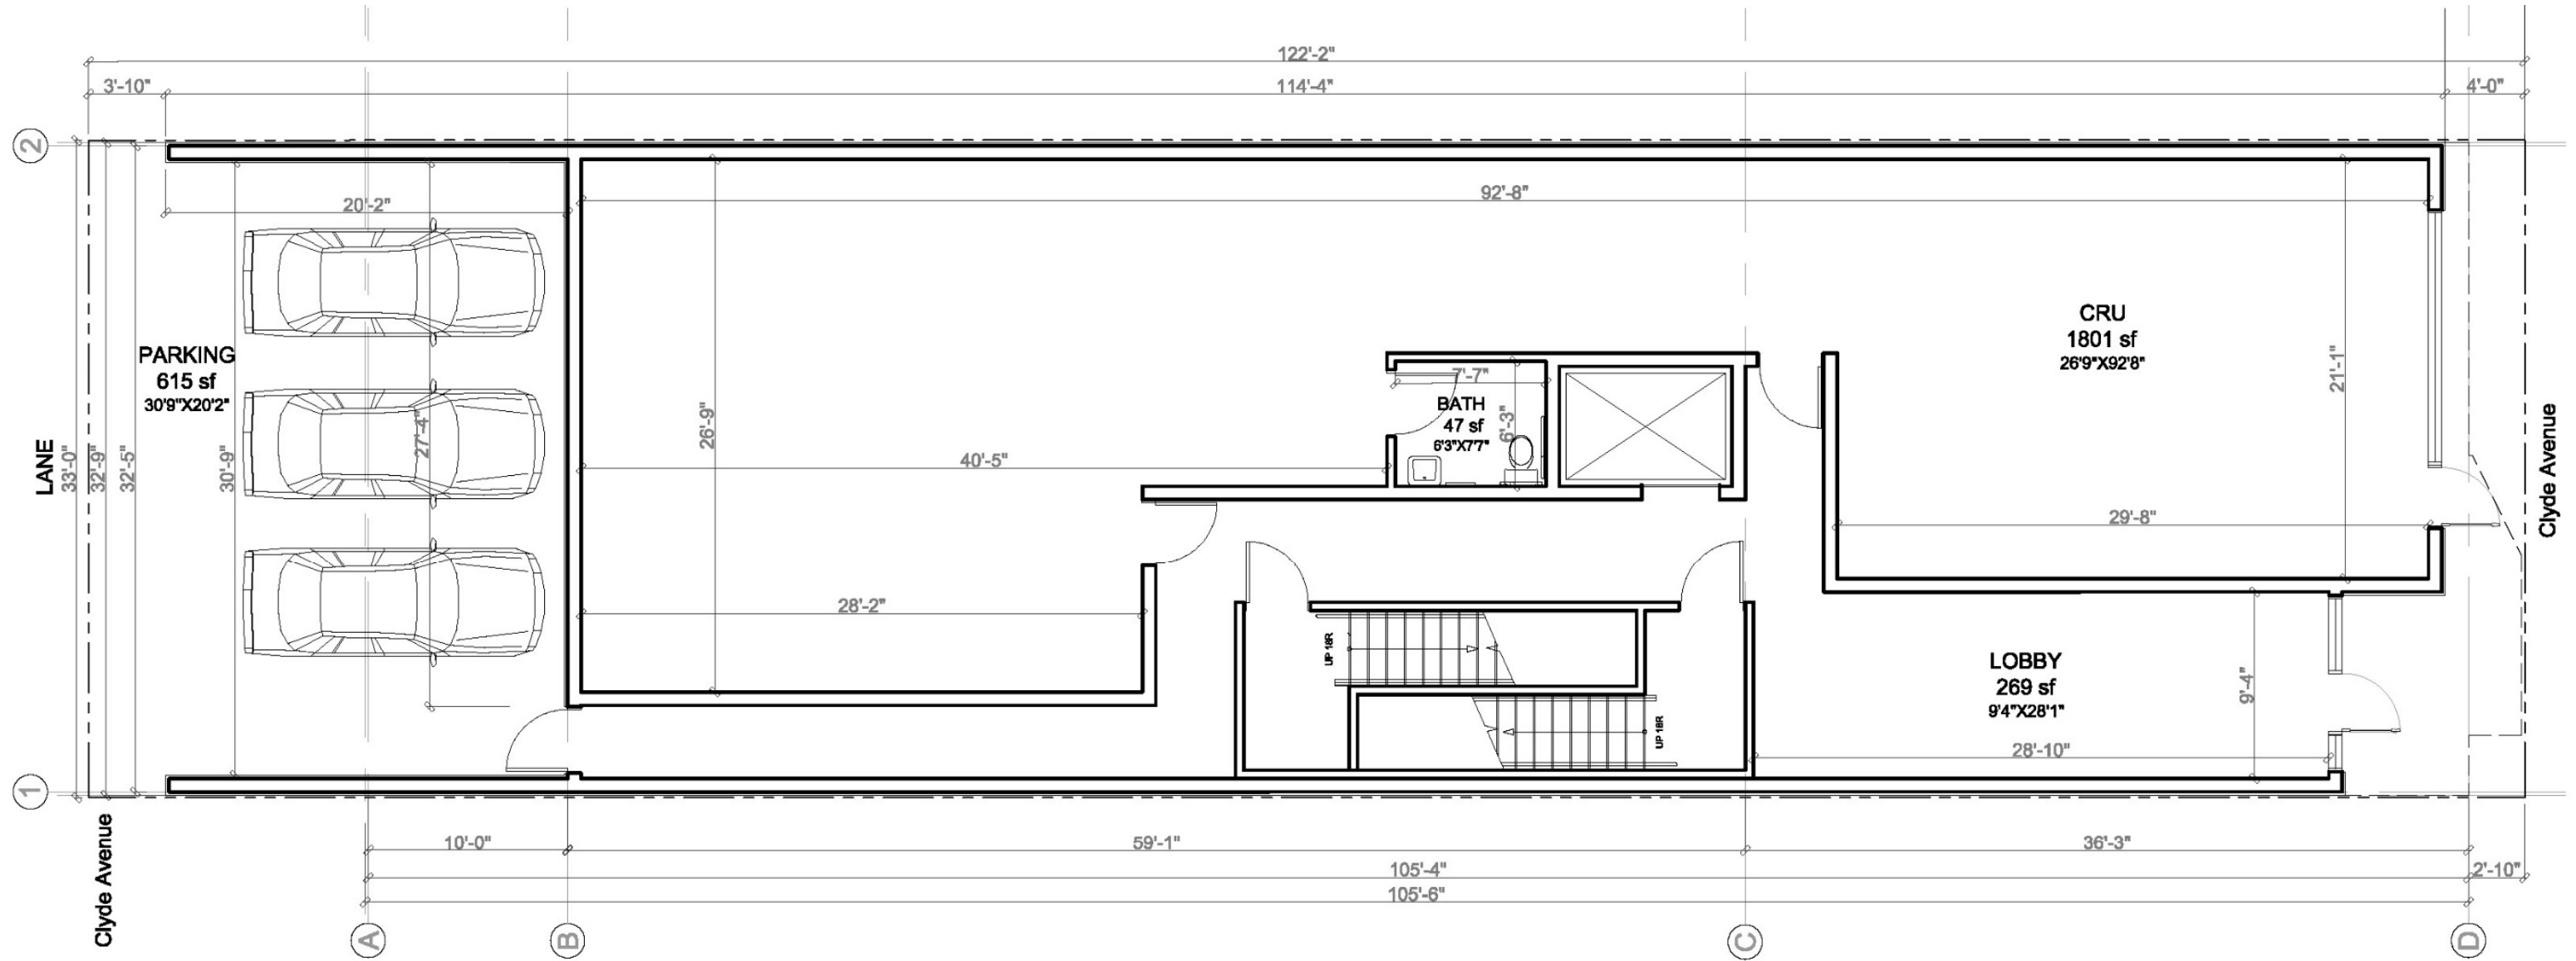 122'-2"
3'-10"
114'-4"
4'-0"
2
92'-8"
20'-2"
CRU
1801 sf
26'9"X92'8"
PARKING
615 sf
30'9"X20'2"
7'-7"
BATH
47 sf
6'3"X7'7"
6'-3"
21'-1"
26'-9"
27'-4"
40'-5"
LANE
33'-0"
32'-9"
32'-5"
30'-9"
Clyde Avenue
29'-8"
28'-2"
UP 18R
UP 18R
LOBBY
269 sf
9'4"X28'1"
9'-4"
28'-10"
1
Clyde Avenue
10'-0"
59'-1"
36'-3"
105'-4"
2'-10"
105'-6"
A
B
C
D